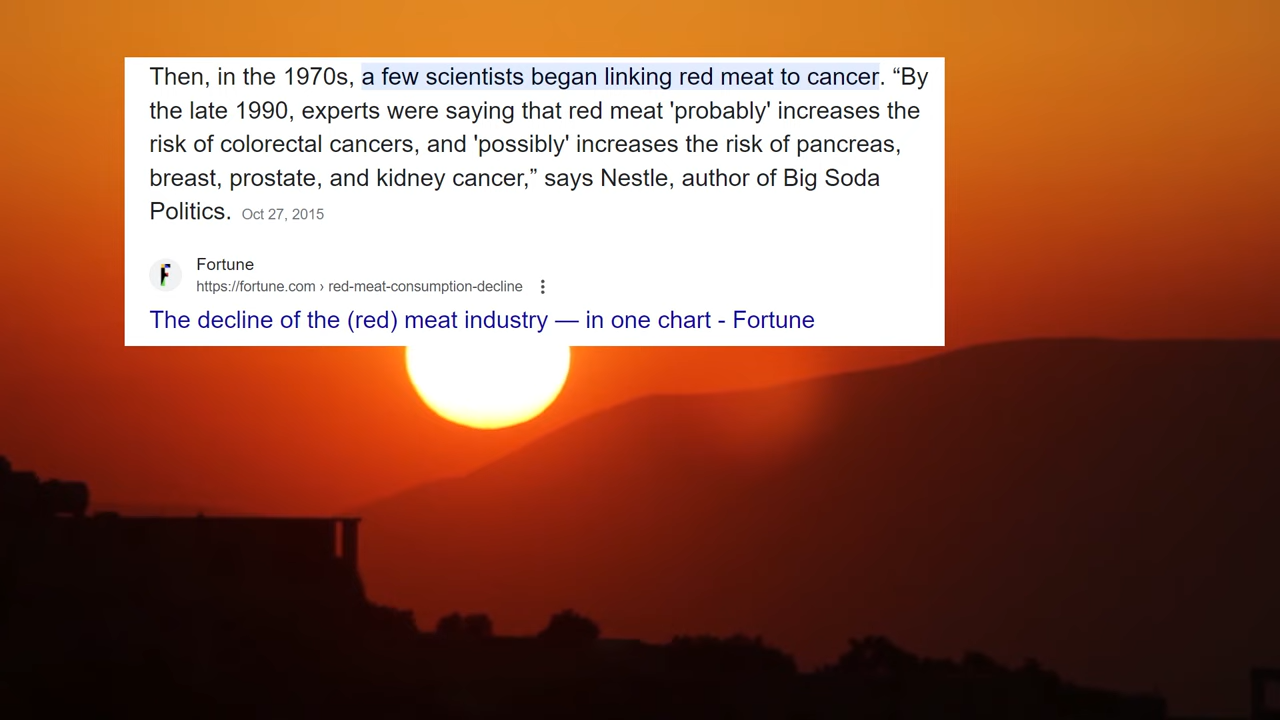 Then, in the 1970s, a few scientists began linking red meat to cancer. “By
the late 1990, experts were saying that red meat 'probably' increases the
risk of colorectal cancers, and 'possibly' increases the risk of pancreas,
breast, prostate, and kidney cancer,” says Nestle, author of Big Soda
Politics. Oct 27, 2015
Fortune
https://fortune.com › red-meat-consumption-decline
The decline of the (red) meat industry — in one chart - Fortune